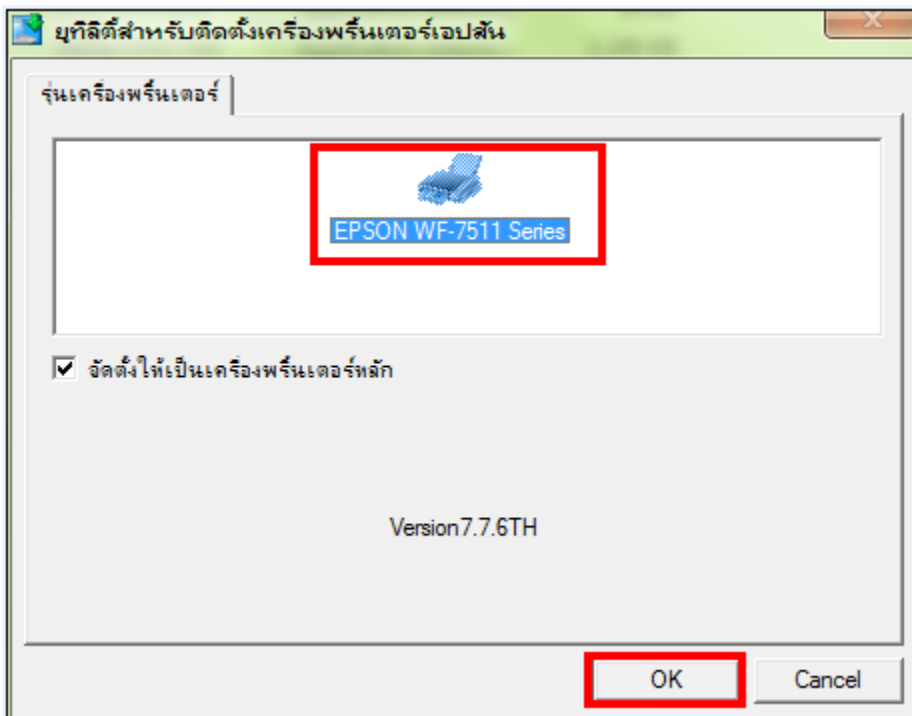 ยูทิลิตี้สำหรับติดตั้งเครื่องพริ้นเตอร์เอปสัน
รุ่นเครื่องพริ้นเตอร์
EPSON WF-7511 Series
จัดตั้งให้เป็นเครื่องพริ้นเตอร์หลัก
Version7.7.6TH
OK
Cancel